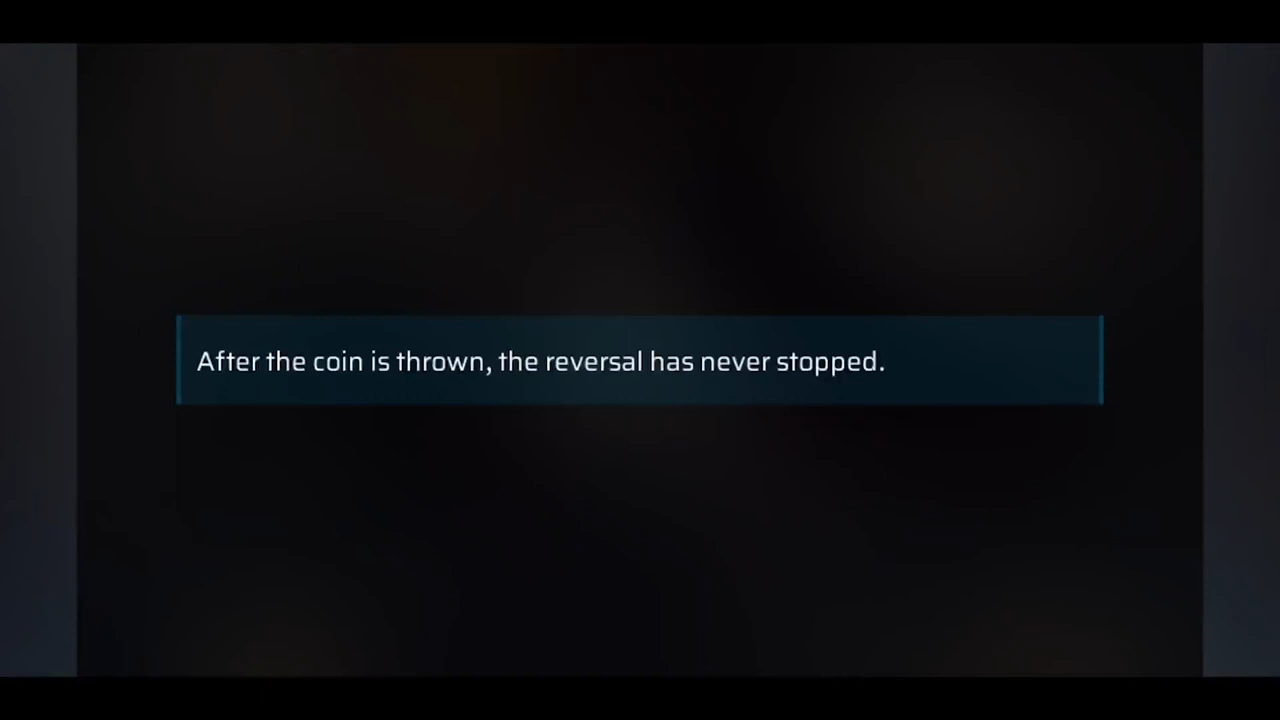 After the coin is thrown, the reversal has never stopped.